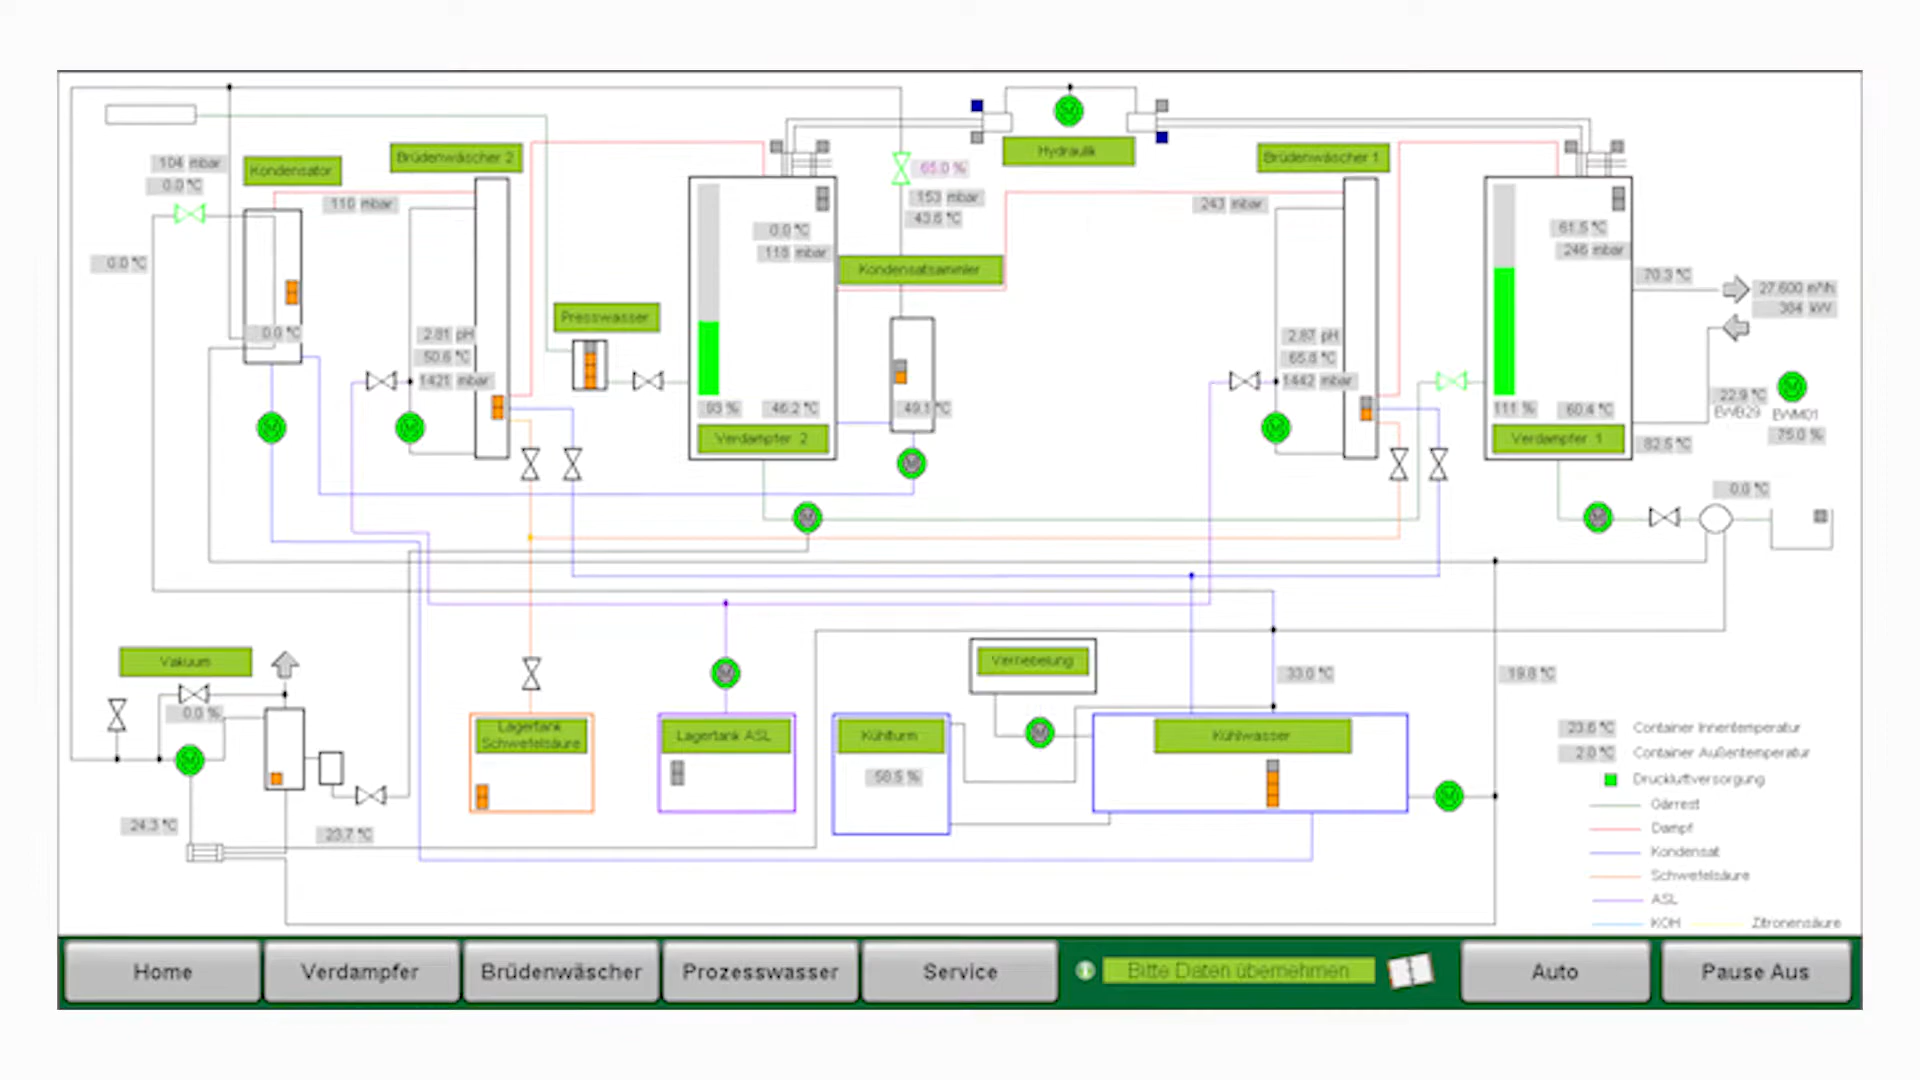 104 mbar
0.0 °C
Kondensator
Brüdenwäscher 2
110 mbar
0.0 °C
0.0 °C
2.81 pH
50.6 °C
1421 mbar
Presswasser
0.0 °C
118 mbar
93 %
46.2 °C
Verdampfer 2
65.0 %
153 mbar
43.6 °C
Kondensatsammler
49.1 °C
Hydraulik
Brüdenwäscher 1
243 mbar
2.87 pH
65.8 °C
1442 mbar
61.5 °C
246 mbar
111 %
60.4 °C
Verdampfer 1
70.3 °C
27.600 m³/h
304 kW
22.9 °C
EWB29
EWM01
75.0 %
82.5 °C
0.0 °C
Vakuum
0.0 %
24.3 °C
23.7 °C
Lagertank
Schwefelsäure
Lagertank ASL
Kühlturm
58.5 %
Vernebelung
33.0 °C
Kühlwasser
19.8 °C
23.6 °C Container Innentemperatur
2.0 °C Container Außentemperatur
Druckluftversorgung
Gärrest
Dampf
Kondensat
Schwefelsäure
ASL
KOH Zitronensäure
Home
Verdampfer
Brüdenwäscher
Prozesswasser
Service
Bitte Daten übernehmen
Auto
Pause Aus